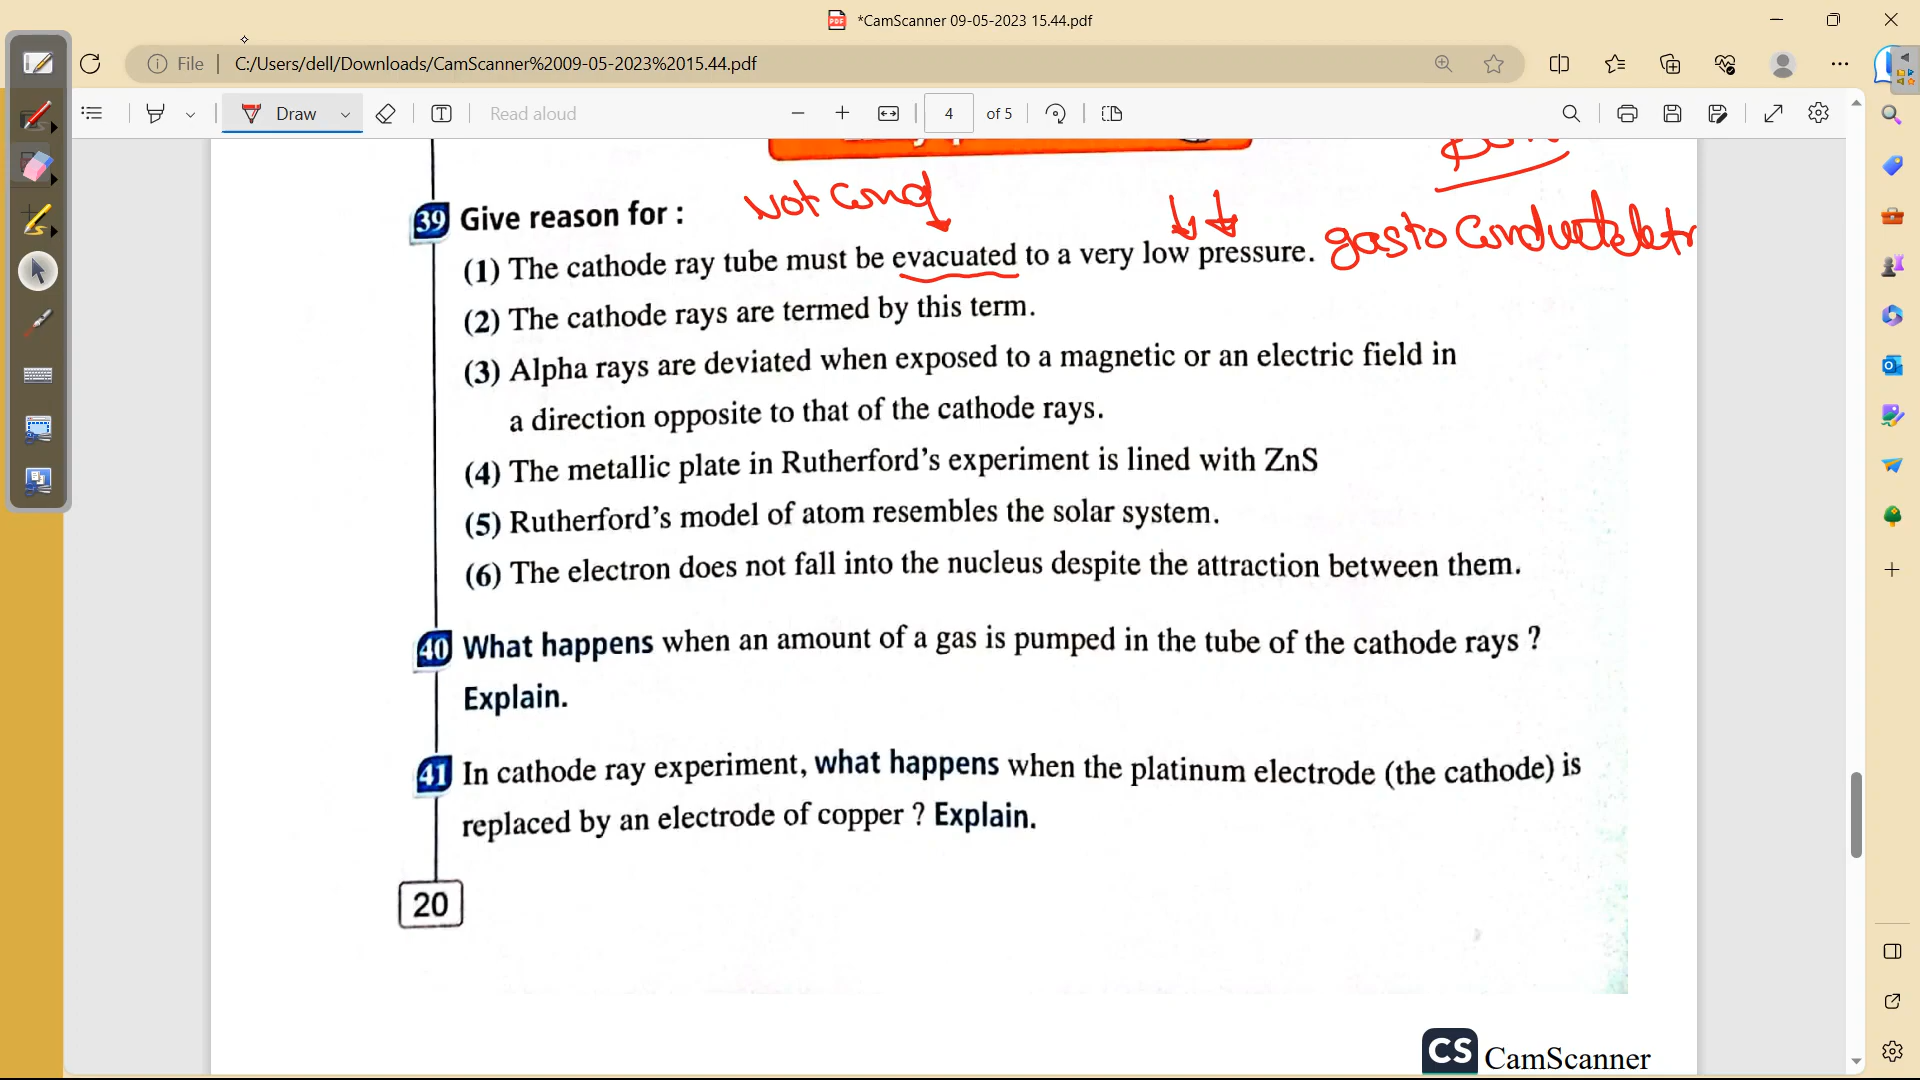 *CamScanner 09-05-2023 15.44.pdf
File
C:/Users/dell/Downloads/CamScanner%2009-05-2023%2015.44.pdf
Draw
Read aloud
4
of 5
Not cond
gas to conduct
39 Give reason for :
(1) The cathode ray tube must be evacuated to a very low pressure.
(2) The cathode rays are termed by this term.
(3) Alpha rays are deviated when exposed to a magnetic or an electric field in
a direction opposite to that of the cathode rays.
(4) The metallic plate in Rutherford's experiment is lined with ZnS
(5) Rutherford's model of atom resembles the solar system.
(6) The electron does not fall into the nucleus despite the attraction between them.
40 What happens when an amount of a gas is pumped in the tube of the cathode rays ?
Explain.
41 In cathode ray experiment, what happens when the platinum electrode (the cathode) is
replaced by an electrode of copper ? Explain.
20
CS CamScanner